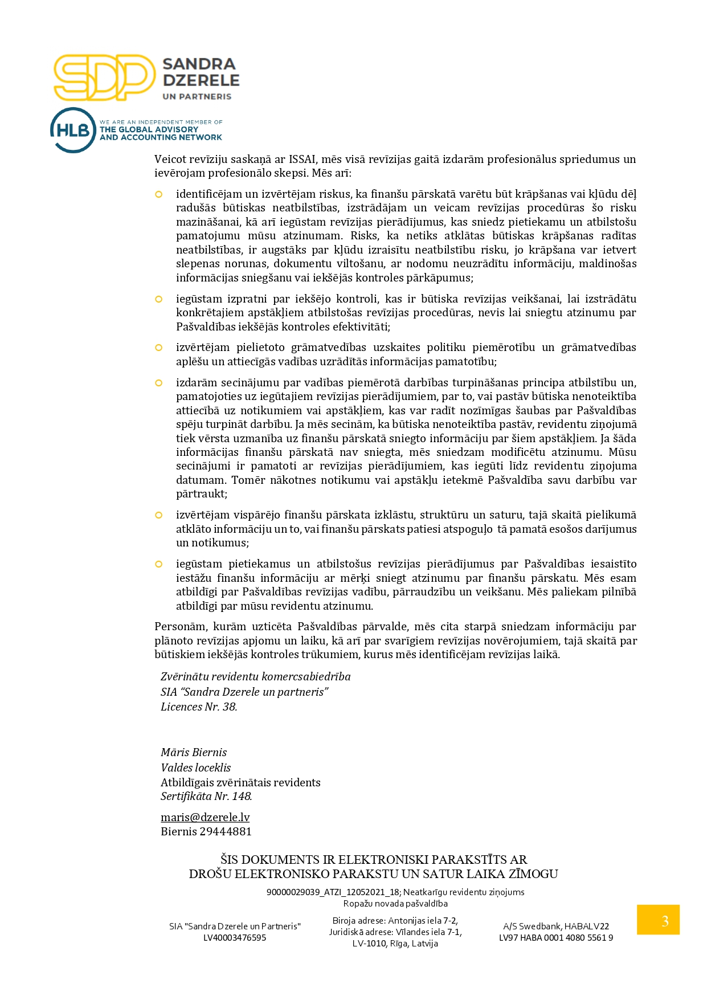 SDP
SANDRA
DZERELE
UN PARTNERIS
HLB
WE ARE AN INDEPENDENT MEMBER OF
THE GLOBAL ADVISORY
AND ACCOUNTING NETWORK
Veicot revīziju saskaņā ar ISSAI, mēs visā revīzijas gaitā izdarām profesionālus spriedumus un
ievērojam profesionālo skepsi. Mēs arī:
identificējam un izvērtējam riskus, ka finanšu pārskatā varētu būt krāpšanas vai kļūdu dēļ
radušās būtiskas neatbilstības, izstrādājam un veicam revīzijas procedūras šo risku
mazināšanai, kā arī iegūstam revīzijas pierādījumus, kas sniedz pietiekamu un atbilstošu
pamatojumu mūsu atzinumam. Risks, ka netiks atklātas būtiskas krāpšanas radītas
neatbilstības, ir augstāks par kļūdu izraisītu neatbilstību risku, jo krāpšana var ietvert
slepenas norunas, dokumentu viltošanu, ar nodomu neuzrādītu informāciju, maldinošas
informācijas sniegšanu vai iekšējās kontroles pārkāpumus;
iegūstam izpratni par iekšējo kontroli, kas ir būtiska revīzijas veikšanai, lai izstrādātu
konkrētajiem apstākļiem atbilstošas revīzijas procedūras, nevis lai sniegtu atzinumu par
Pašvaldības iekšējās kontroles efektivitāti;
izvērtējam pielietoto grāmatvedības uzskaites politiku piemērotību un grāmatvedības
aplēšu un attiecīgās vadības uzrādītās informācijas pamatotību;
izdarām secinājumu par vadības piemērotā darbības turpināšanas principa atbilstību un,
pamatojoties uz iegūtajiem revīzijas pierādījumiem, par to, vai pastāv būtiska nenoteiktība
attiecībā uz notikumiem vai apstākļiem, kas var radīt nozīmīgas šaubas par Pašvaldības
spēju turpināt darbību. Ja mēs secinām, ka būtiska nenoteiktība pastāv, revidentu ziņojumā
tiek vērsta uzmanība uz finanšu pārskatā sniegto informāciju par šiem apstākļiem. Ja šāda
informācijas finanšu pārskatā nav sniegta, mēs sniedzam modificētu atzinumu. Mūsu
secinājumi ir pamatoti ar revīzijas pierādījumiem, kas iegūti līdz revidentu ziņojuma
datumam. Tomēr nākotnes notikumu vai apstākļu ietekmē Pašvaldība savu darbību var
pārtraukt;
izvērtējam vispārējo finanšu pārskata izklāstu, struktūru un saturu, tajā skaitā pielikumā
atklāto informāciju un to, vai finanšu pārskats patiesi atspoguļo tā pamatā esošos darījumus
un notikumus;
iegūstam pietiekamus un atbilstošus revīzijas pierādījumus par Pašvaldības iesaistīto
iestāžu finanšu informāciju ar mērķi sniegt atzinumu par finanšu pārskatu. Mēs esam
atbildīgi par Pašvaldības revīzijas vadību, pārraudzību un veikšanu. Mēs paliekam pilnībā
atbildīgi par mūsu revidentu atzinumu.
Personām, kurām uzticēta Pašvaldības pārvalde, mēs cita starpā sniedzam informāciju par
plānoto revīzijas apjomu un laiku, kā arī par svarīgiem revīzijas novērojumiem, tajā skaitā par
būtiskiem iekšējās kontroles trūkumiem, kurus mēs identificējam revīzijas laikā.
Zvērinātu revidentu komercsabiedrība
SIA “Sandra Dzerele un partneris”
Licences Nr. 38.
Māris Biernis
Valdes loceklis
Atbildīgais zvērinātais revidents
Sertifikāta Nr. 148.
maris@dzerele.lv
Biernis 29444881
ŠIS DOKUMENTS IR ELEKTRONISKI PARAKSTĪTS AR
DROŠU ELEKTRONISKO PARAKSTU UN SATUR LAIKA ZĪMOGU
90000029039_ATZI_12052021_18; Neatkarīgu revidentu ziņojums
Ropažu novada pašvaldība
SIA "Sandra Dzerele un Partneris"
LV40003476595
Biroja adrese: Antonijas iela 7-2,
Juridiskā adrese: Vīlandes iela 7-1,
LV-1010, Rīga, Latvija
A/S Swedbank, HABALV22
LV97 HABA 0001 4080 5561 9
3